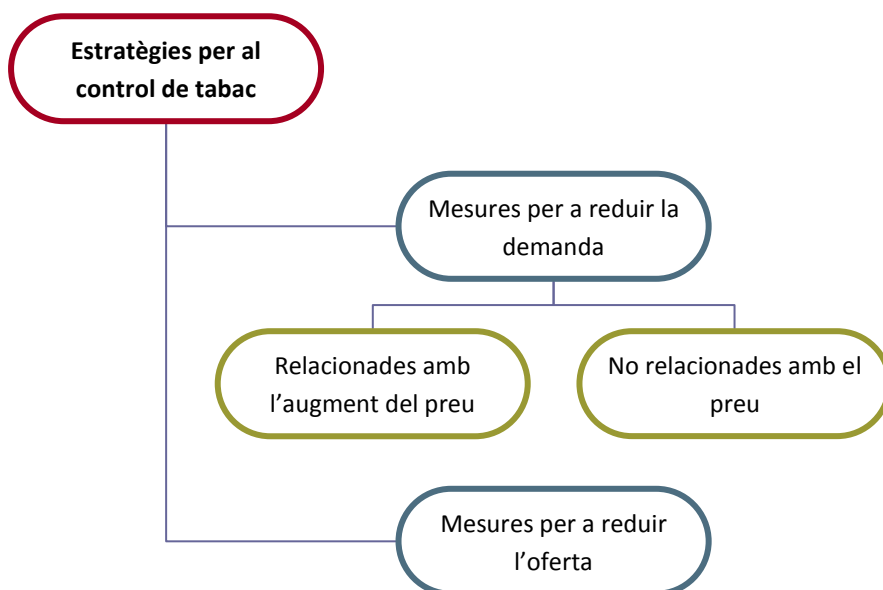 Estratègies per al
control de tabac
Mesures per a reduir la
demanda
Relacionades amb
l’augment del preu
No relacionades amb el
preu
Mesures per a reduir
l’oferta